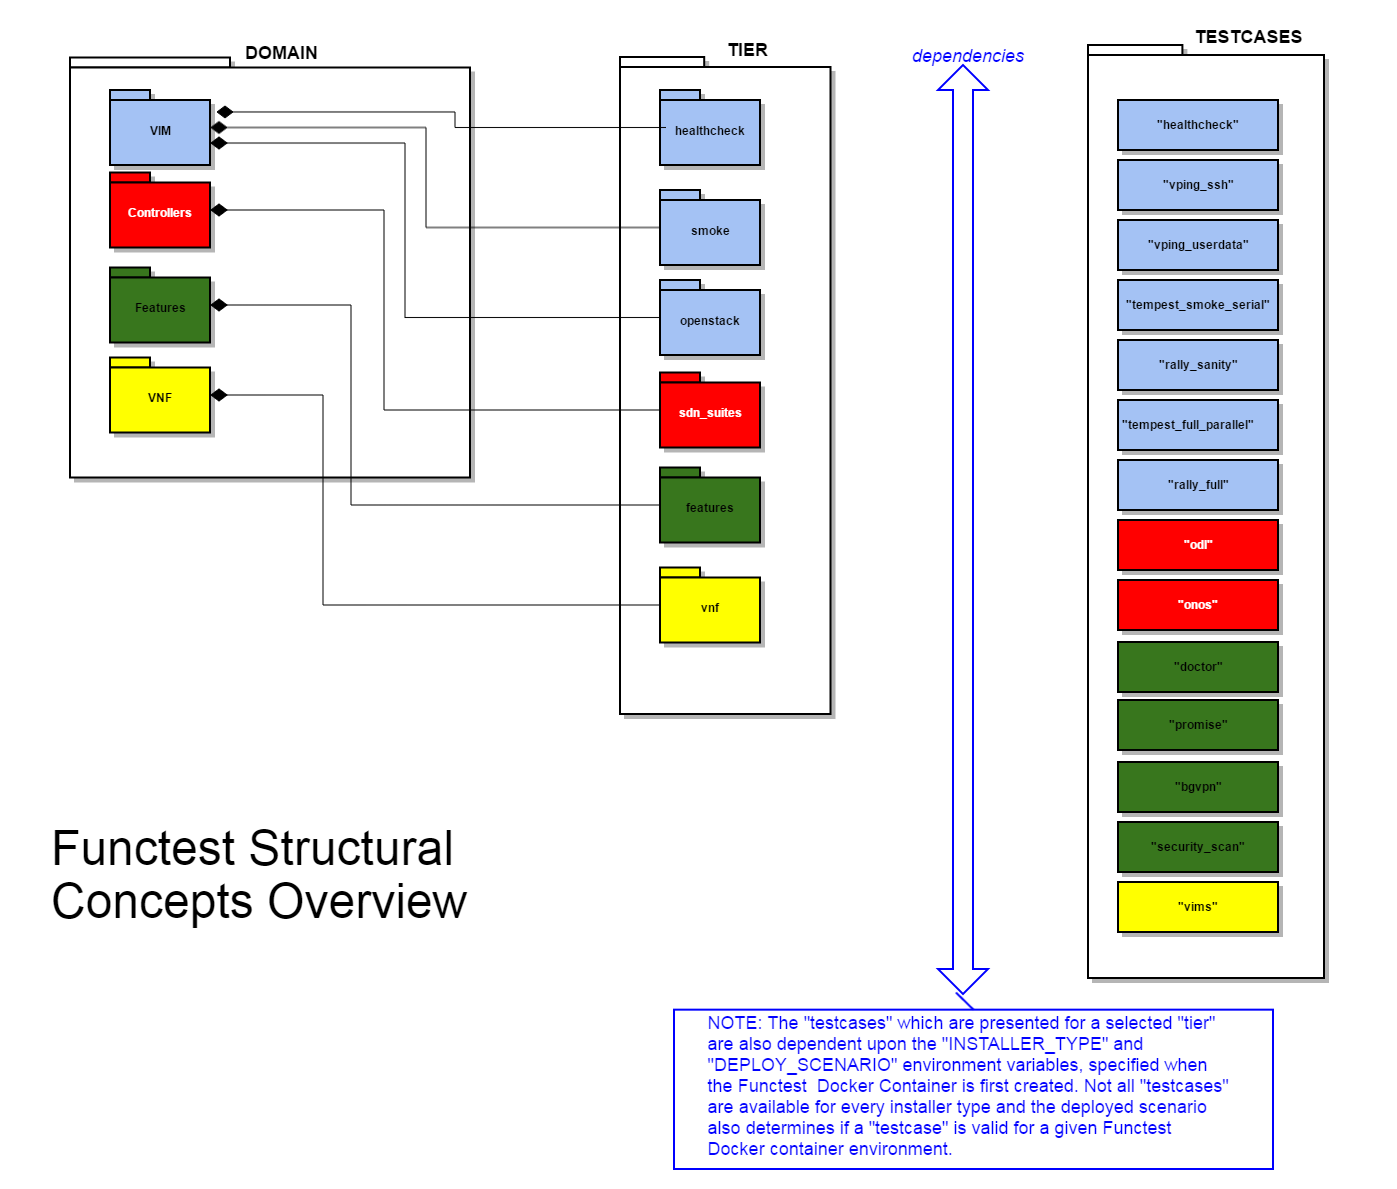 DOMAIN
VIM
Controllers
Features
VNF
TIER
healthcheck
smoke
openstack
sdn_suites
features
vnf
dependencies
TESTCASES
"healthcheck"
"vping_ssh"
"vping_userdata"
"tempest_smoke_serial"
"rally_sanity"
"tempest_full_parallel"
"rally_full"
"odl"
"onos"
"doctor"
"promise"
"bgvpn"
"security_scan"
"vims"
Functest Structural
Concepts Overview
NOTE: The "testcases" which are presented for a selected "tier"
are also dependent upon the "INSTALLER_TYPE" and
"DEPLOY_SCENARIO" environment variables, specified when
the Functest  Docker Container is first created. Not all "testcases"
are available for every installer type and the deployed scenario
also determines if a "testcase" is valid for a given Functest
Docker container environment.